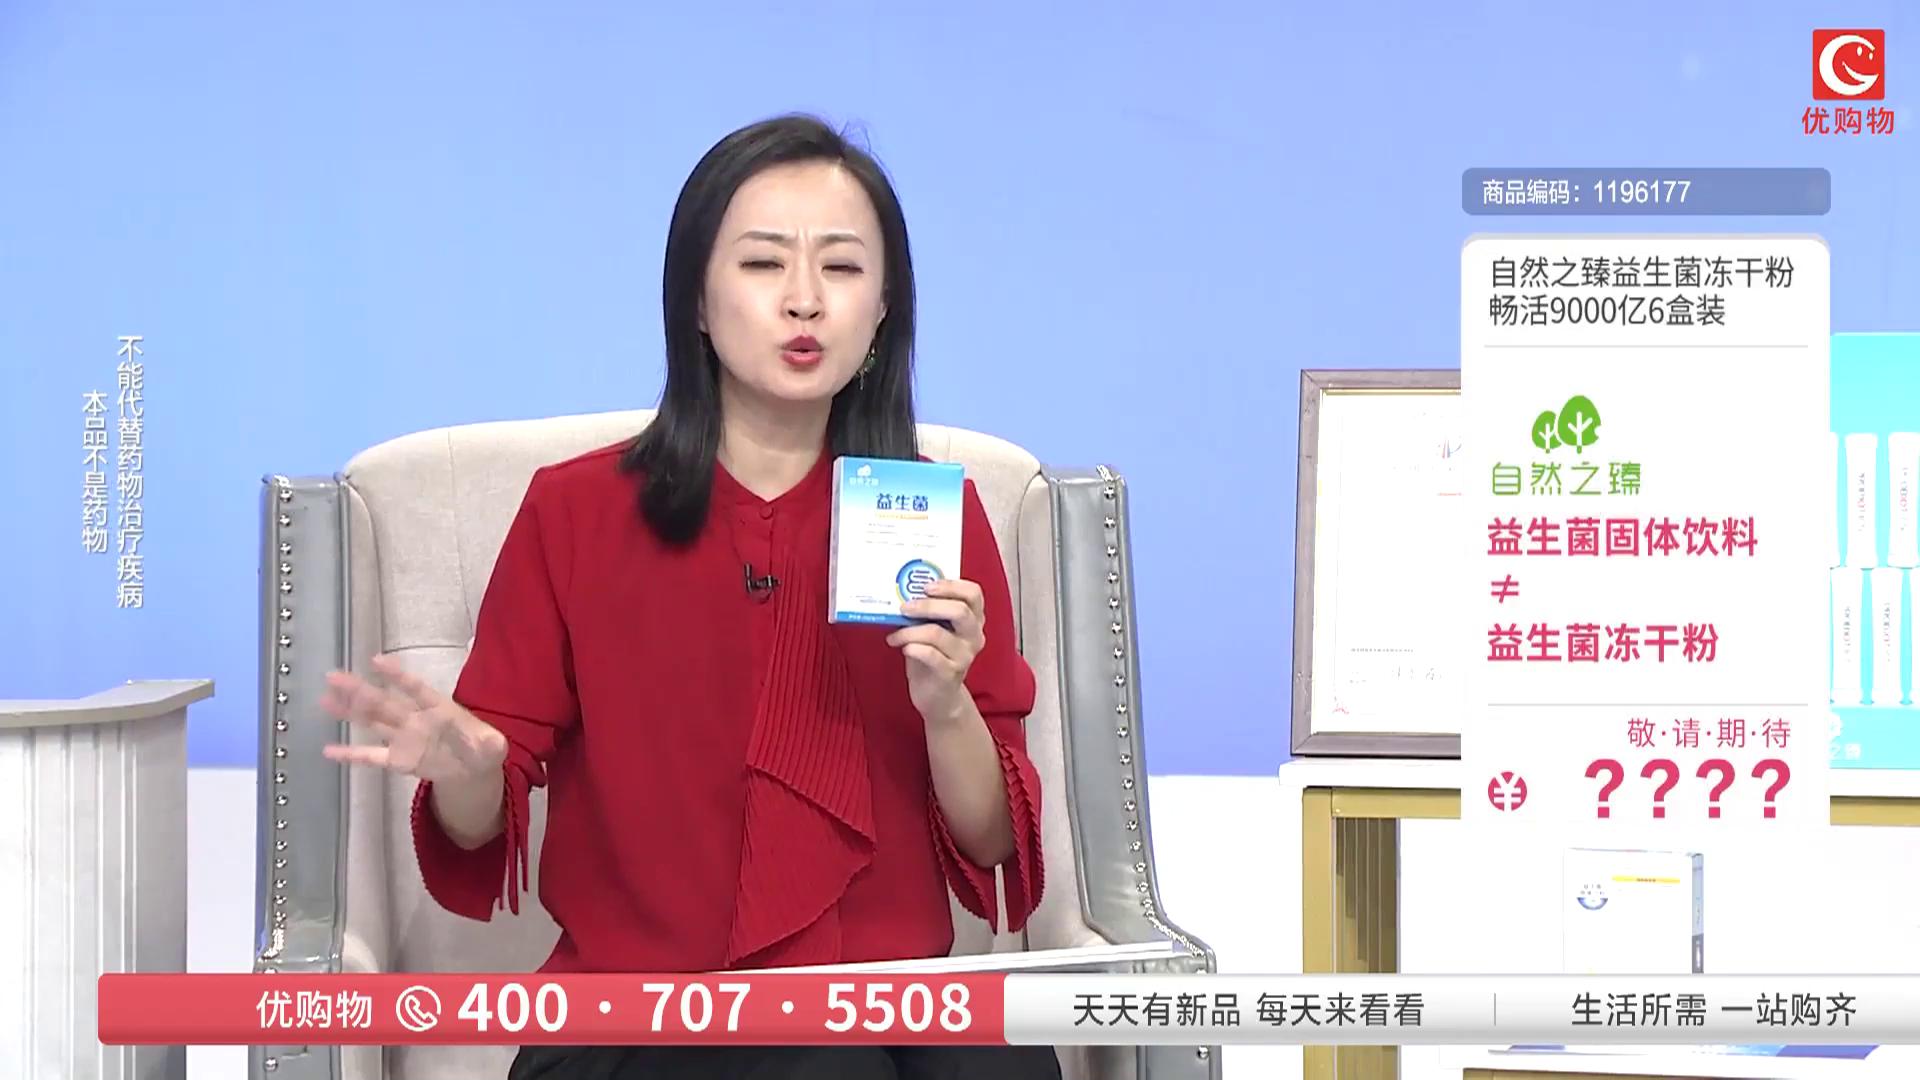 优购物
商品编码：1196177
自然之臻益生菌冻干粉
畅活9000亿6盒装
自然之臻
益生菌固体饮料
≠
益生菌冻干粉
敬·请·期·待
????
不能代替药物治疗疾病
本品不是药物
自然之臻
益生菌
优购物 400·707·5508
天天有新品 每天来看看
生活所需 一站购齐